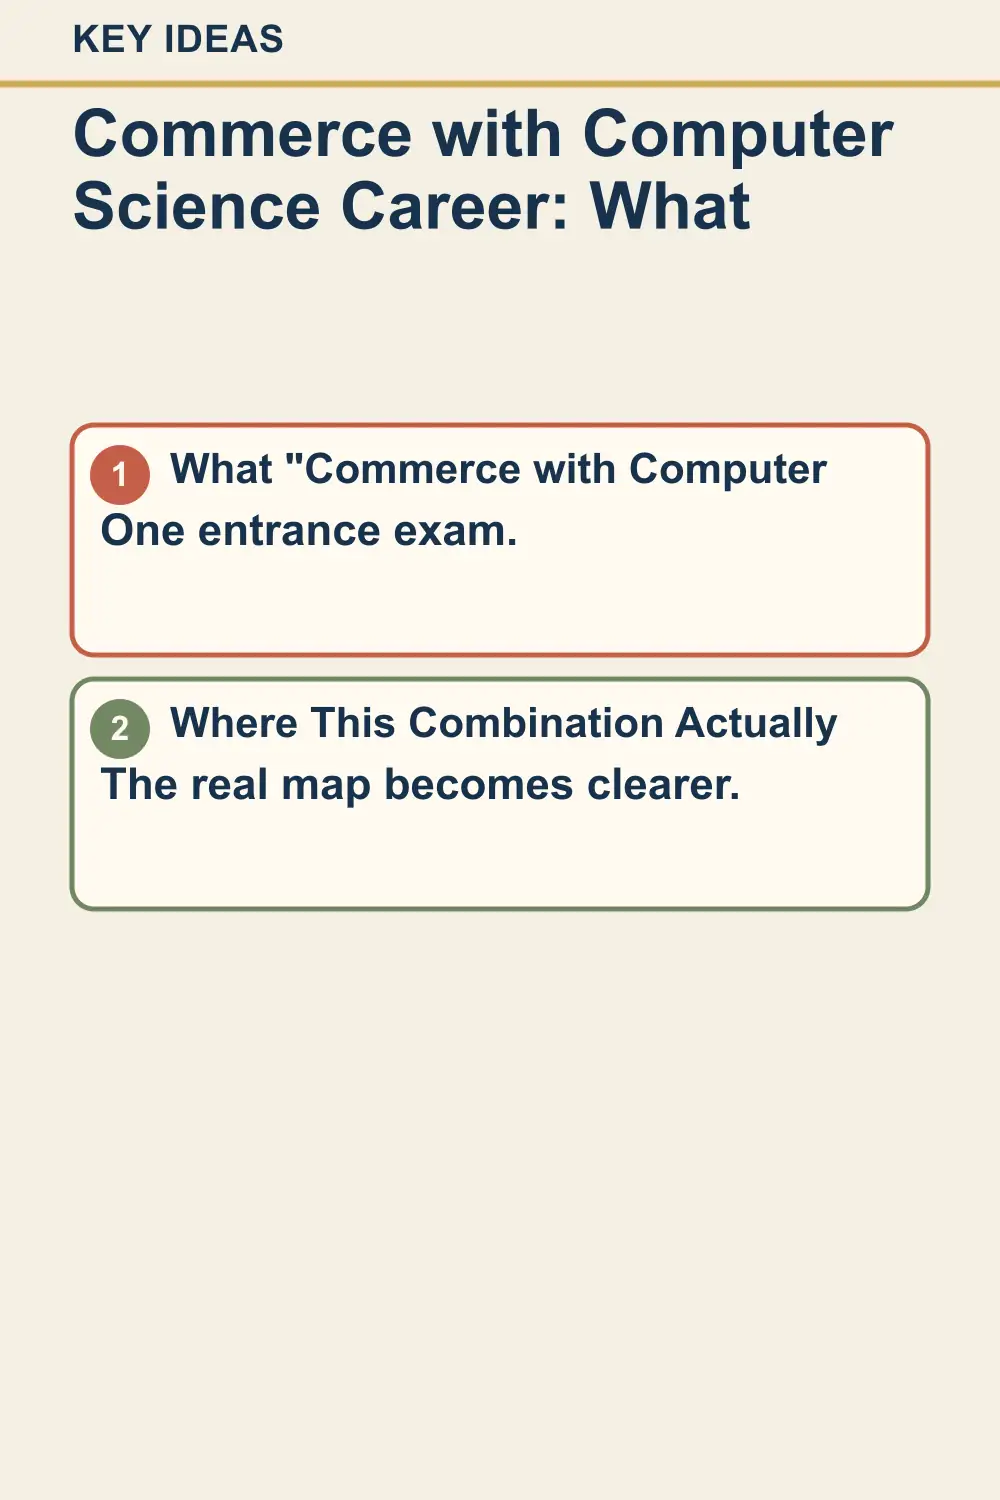 KEY IDEAS
Commerce with Computer
Science Career: What
1 What "Commerce with Computer
One entrance exam.
2 Where This Combination Actually
The real map becomes clearer.